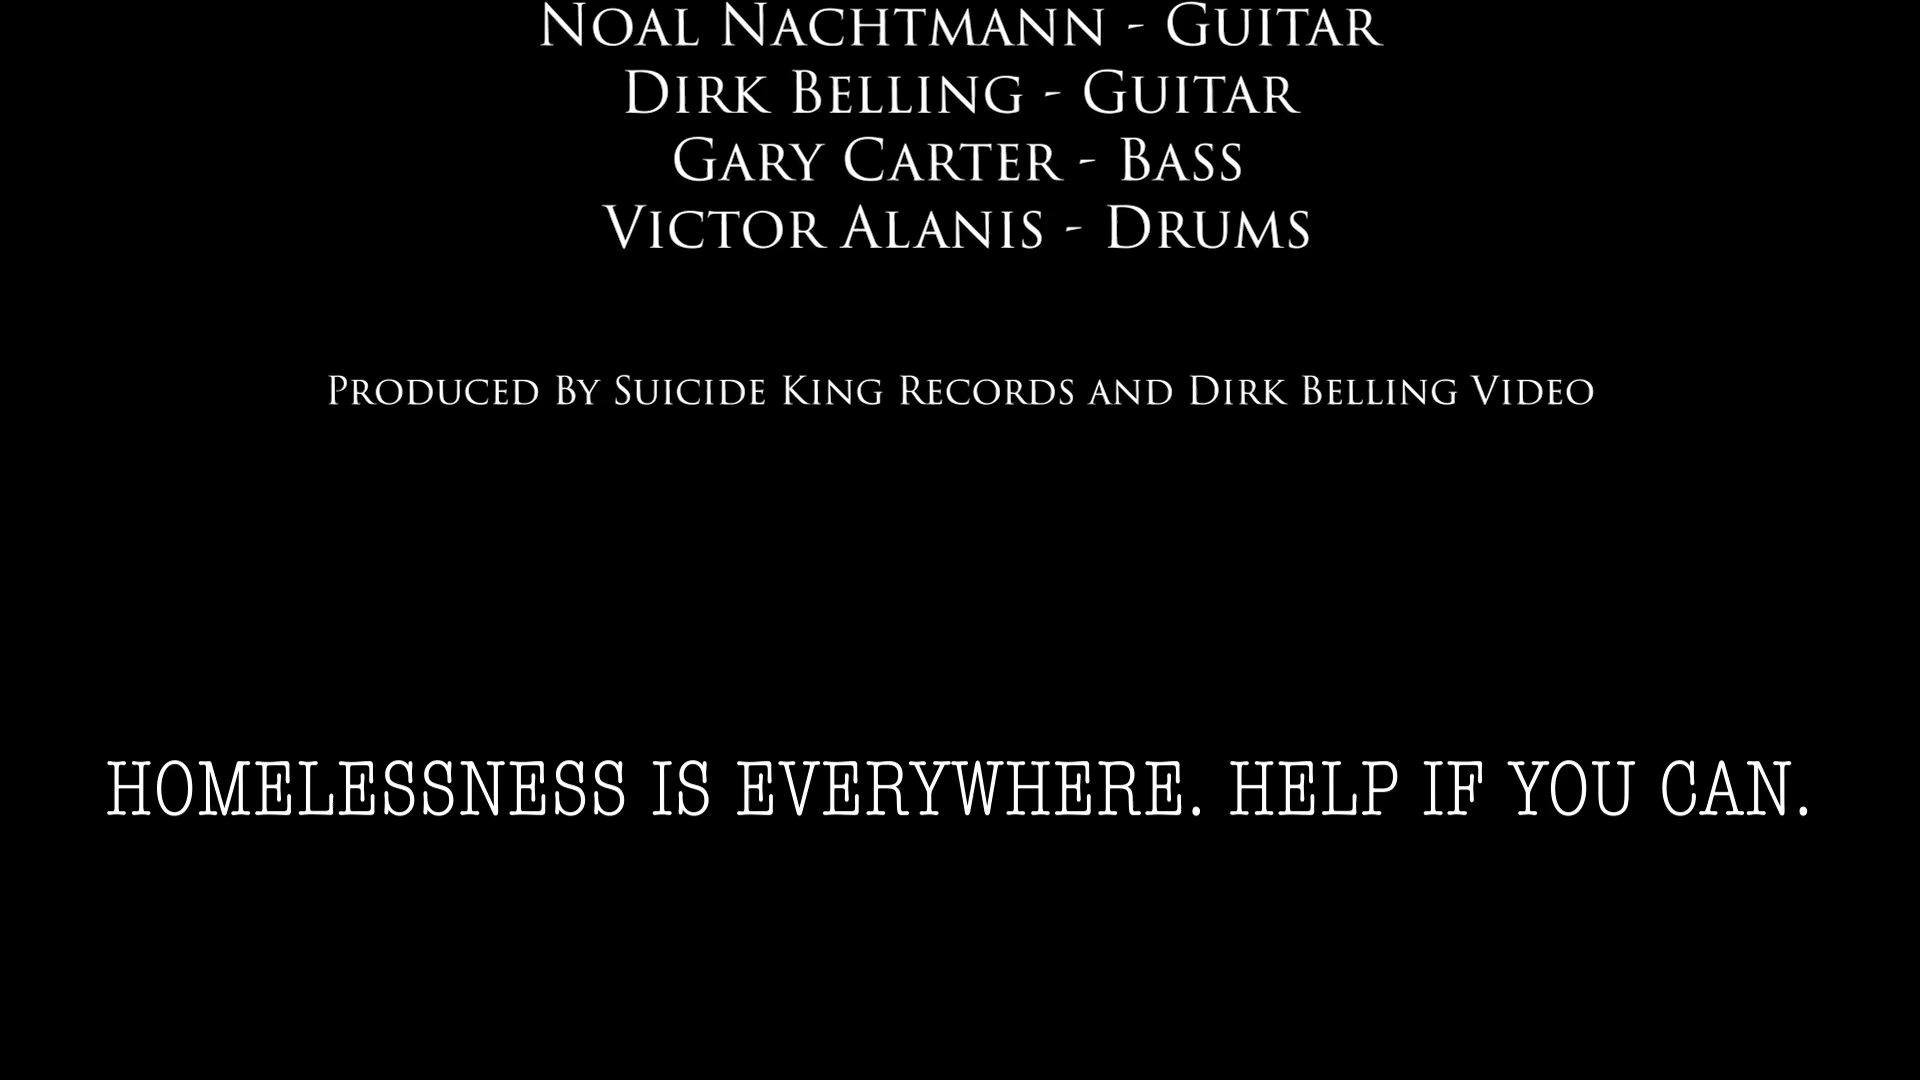 Noal Nachtmann - Guitar
Dirk Belling - Guitar
Gary Carter - Bass
Victor Alanis - Drums
Produced By Suicide King Records and Dirk Belling Video
HOMELESSNESS IS EVERYWHERE. HELP IF YOU CAN.